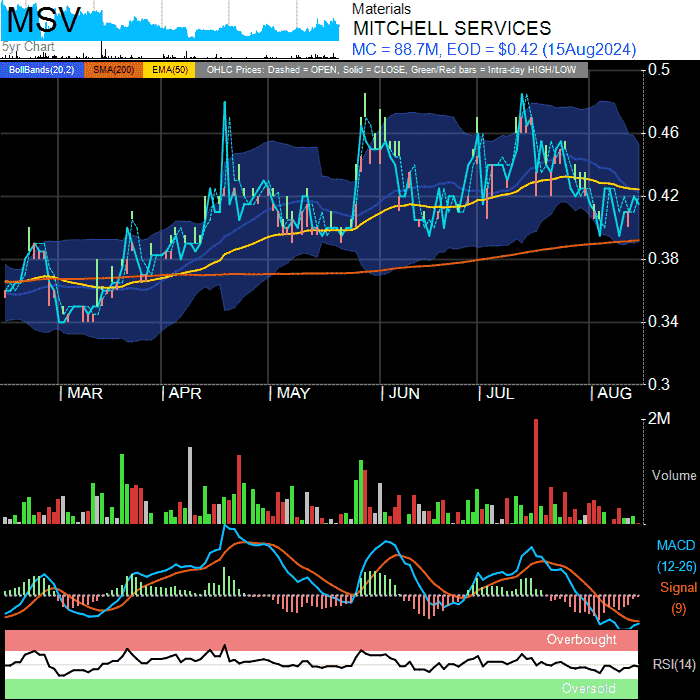 MSV
5yr Chart
Materials
MITCHELL SERVICES
MC = 88.7M, EOD = $0.42 (15Aug2024)
BollBands(20,2) SMA(200) EMA(50) OHLC Prices: Dashed = OPEN, Solid = CLOSE, Green/Red bars = Intra-day HIGH/LOW
0.5
0.46
0.42
0.38
0.34
0.3
MAR APR MAY JUN JUL AUG
2M
Volume
MACD
(12-26)
Signal
(9)
Overbought
RSI(14)
Oversold